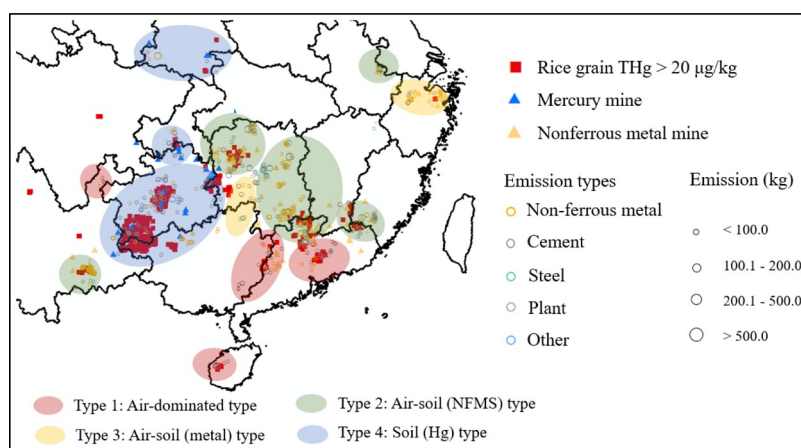 Rice grain THg > 20 μg/kg
Mercury mine
Nonferrous metal mine
Emission types
Non-ferrous metal
Cement
Steel
Plant
Other
Emission (kg)
< 100.0
100.1 - 200.0
200.1 - 500.0
> 500.0
Type 1: Air-dominated type
Type 2: Air-soil (NFMS) type
Type 3: Air-soil (metal) type
Type 4: Soil (Hg) type